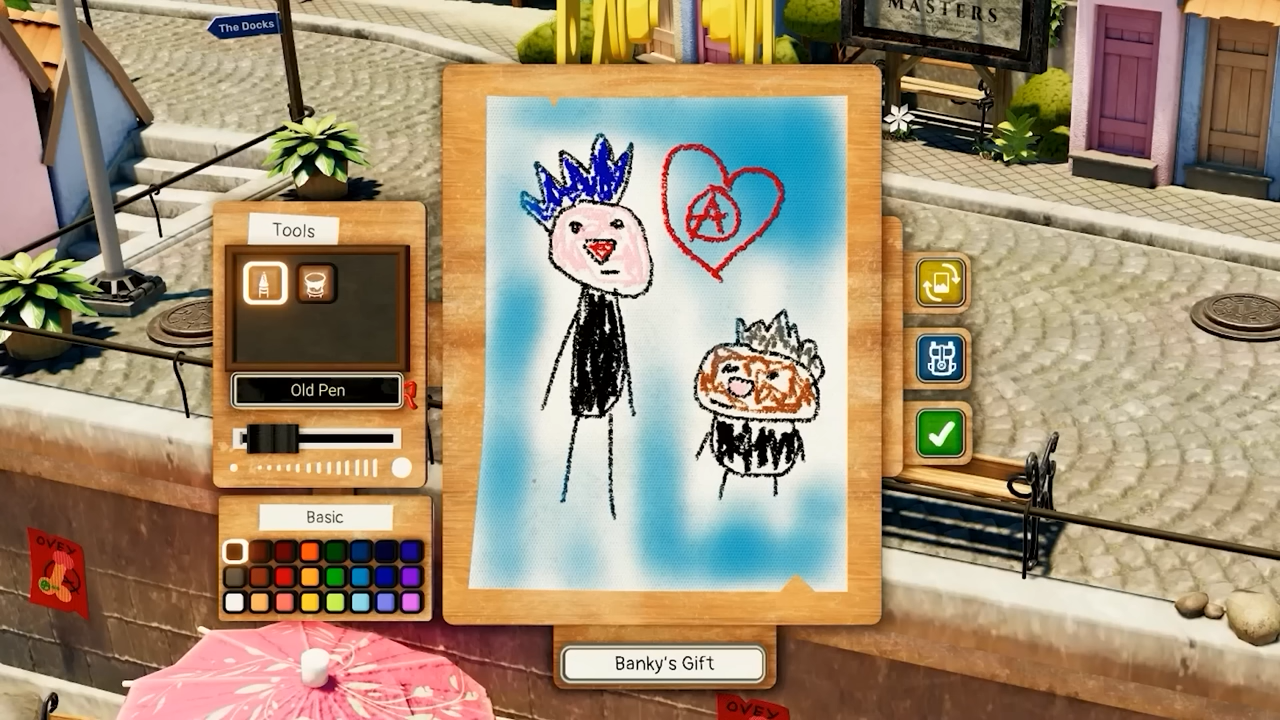 The Docks
MASTERS
Tools
A
Old Pen
Basic
OVEY
Banky's Gift
OVEY